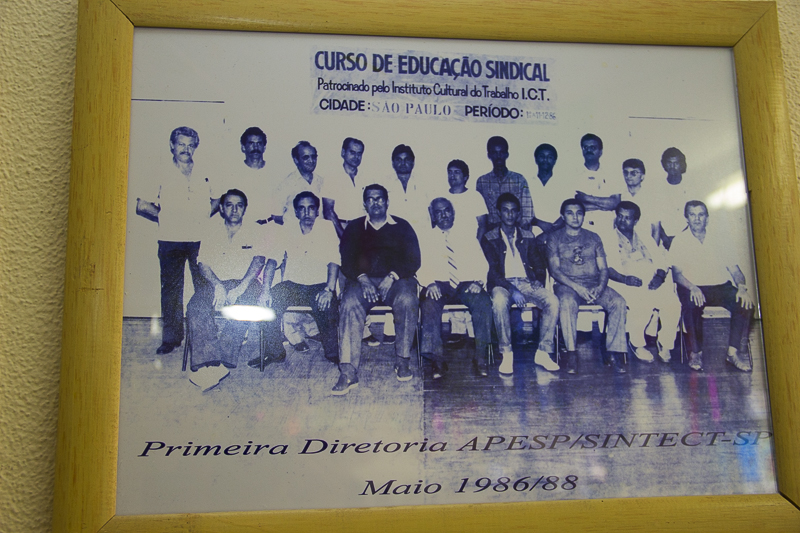 CURSO DE EDUCAÇÃO SINDICAL
Patrocinado pelo Instituto Cultural do Trabalho I.C.T.
CIDADE: SÃO PAULO PERÍODO:
Primeira Diretoria APESP/SINTECT-SP
Maio 1986/88